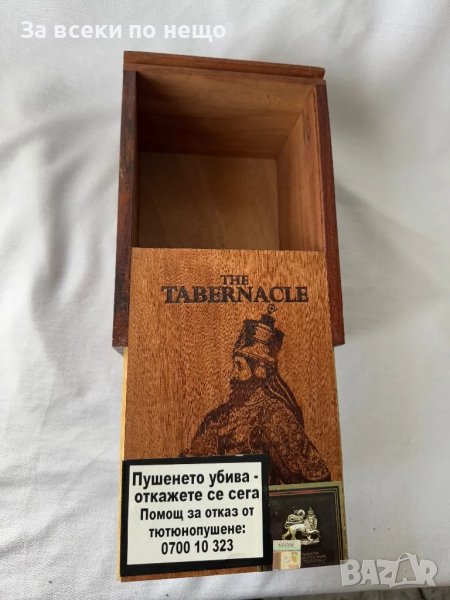 За всеки по нещо
THE
TABERNACLE
Пушенето убива -
откажете се сега
Помощ за отказ от
тютюнопушене:
0700 10 323
BAZAR